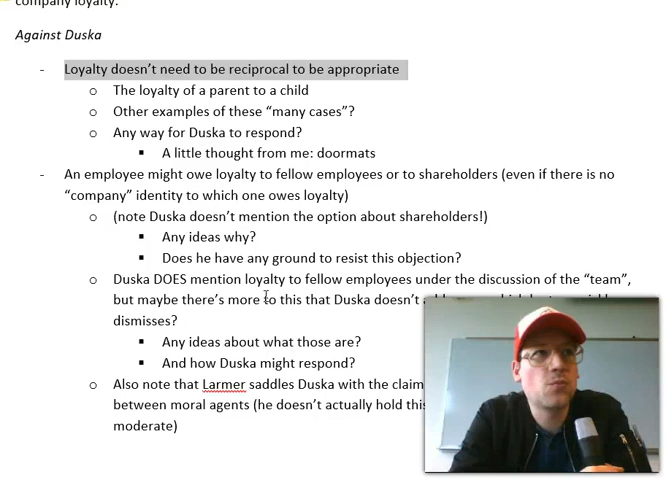 company loyalty.
Against Duska
- Loyalty doesn't need to be reciprocal to be appropriate
o The loyalty of a parent to a child
o Other examples of these "many cases"?
o Any way for Duska to respond?
▪ A little thought from me: doormats
- An employee might owe loyalty to fellow employees or to shareholders (even if there is no
"company" identity to which one owes loyalty)
o (note Duska doesn't mention the option about shareholders!)
▪ Any ideas why?
▪ Does he have any ground to resist this objection?
o Duska DOES mention loyalty to fellow employees under the discussion of the "team",
but maybe there's more to this that Duska doesn't
dismisses?
▪ Any ideas about what those are?
▪ And how Duska might respond?
o Also note that Larmer saddles Duska with the claim
between moral agents (he doesn't actually hold this
moderate)